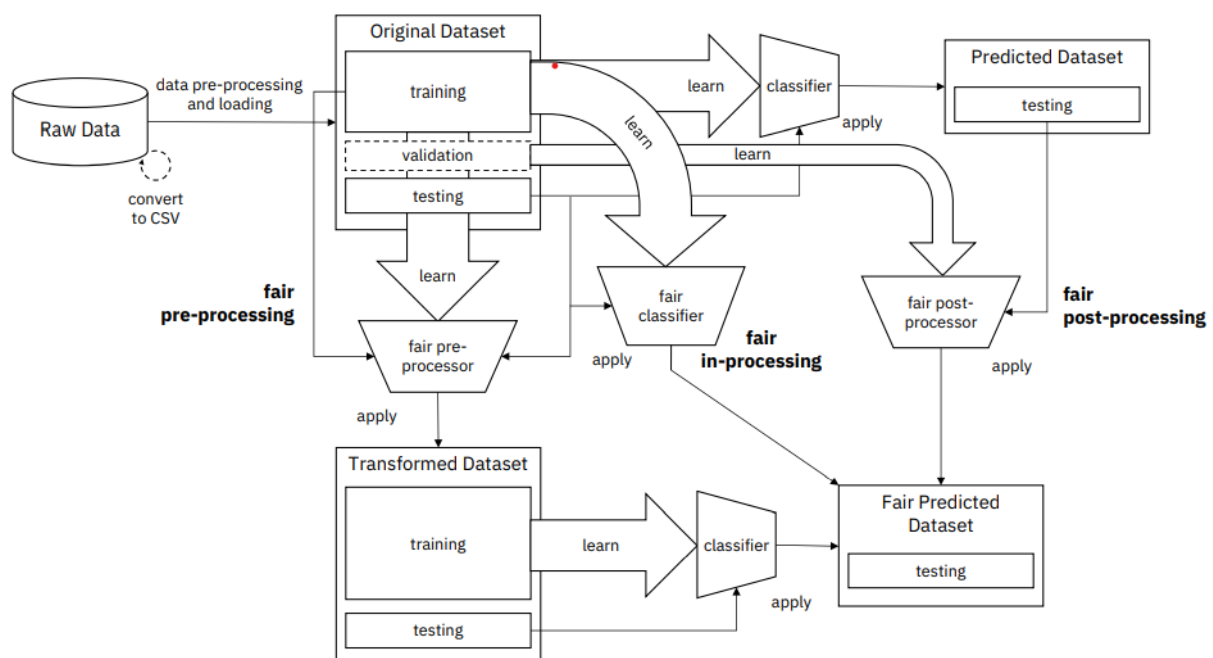 Original Dataset
training
validation
testing
data pre-processing
and loading
Raw Data
convert
to CSV
learn
classifier
apply
Predicted Dataset
testing
learn
learn
learn
fair
pre-processing
fair pre-
processor
apply
fair
classifier
apply
fair
in-processing
fair post-
processor
apply
fair
post-processing
Transformed Dataset
training
testing
learn
classifier
apply
Fair Predicted
Dataset
testing